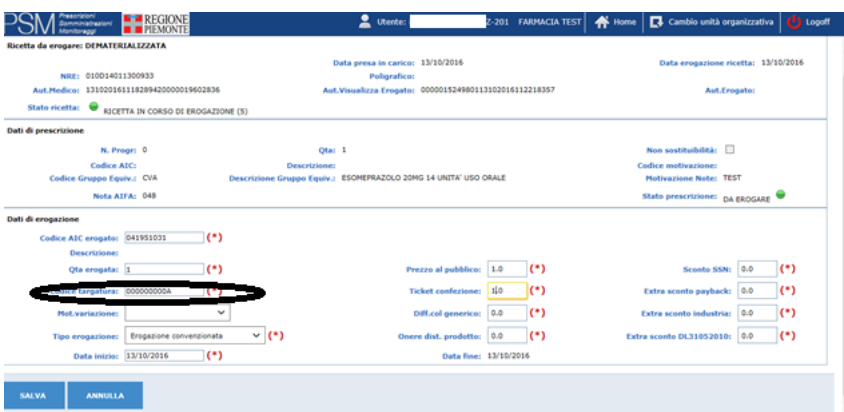 PSM Prescrizioni Somministrazioni Monitoraggi REGIONE PIEMONTE Utente: Z-201 FARMACIA TEST Home Cambio unità organizzativa Logoff
Ricetta da erogare: DEMATERIALIZZATA
Data presa in carico: 13/10/2016 Data erogazione ricetta: 13/10/2016
NRE: 010D14011300933 Poligrafico:
Aut.Medico: 131020161118289420000019602836 Aut.Visualizza Erogato: 000001524980113102016112218357 Aut.Erogato:
Stato ricetta: RICETTA IN CORSO DI EROGAZIONE (5)
Dati di prescrizione
N. Progr: 0 Qta: 1 Non sostituibilità:
Codice AIC: Descrizione: Codice motivazione:
Codice Gruppo Equiv.: CVA Descrizione Gruppo Equiv.: ESOMEPRAZOLO 20MG 14 UNITA' USO ORALE Motivazione Note: TEST
Nota AIFA: 048 Stato prescrizione: DA EROGARE
Dati di erogazione
Codice AIC erogato: 041951031 (*)
Descrizione:
Qta erogata: 1 (*) Prezzo al pubblico: 1.0 (*) Sconto SSN: 0.0 (*)
Codice targatura: 000000000A (*) Ticket confezione: 1.0 (*) Extra sconto payback: 0.0 (*)
Mot.variazione: Diff.col generico: 0.0 (*) Extra sconto industria: 0.0 (*)
Tipo erogazione: Erogazione convenzionata (*) Onere dist. prodotto: 0.0 (*) Extra sconto DL31052010: 0.0 (*)
Data inizio: 13/10/2016 (*) Data fine: 13/10/2016
SALVA ANNULLA